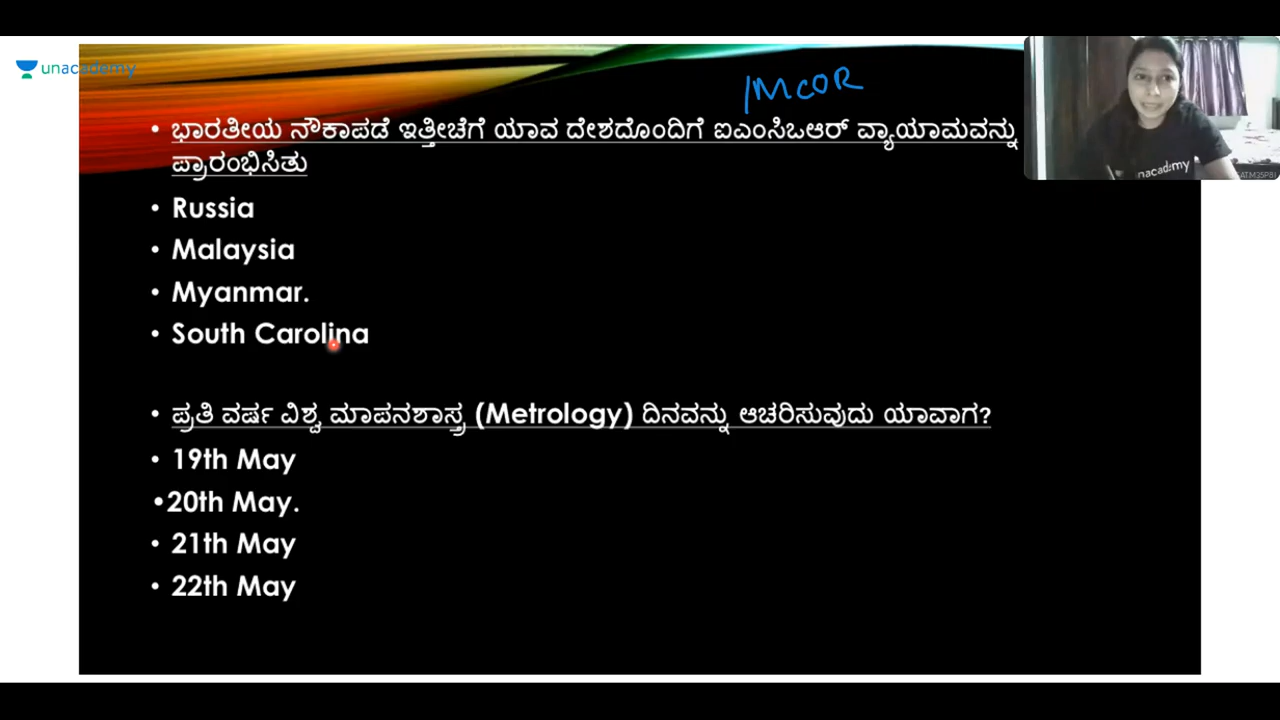 unacademy
IMCOR
• ಭಾರತೀಯ ನೌಕಾಪಡೆ ಇತ್ತೀಚೆಗೆ ಯಾವ ದೇಶದೊಂದಿಗೆ ಐಎಂಸಿಒಆರ್ ವ್ಯಾಯಾಮವನ್ನು
ಪ್ರಾರಂಭಿಸಿತು
• Russia
• Malaysia
• Myanmar.
• South Carolina
• ಪ್ರತಿ ವರ್ಷ ವಿಶ್ವ ಮಾಪನಶಾಸ್ತ್ರ (Metrology) ದಿನವನ್ನು ಆಚರಿಸುವುದು ಯಾವಾಗ?
• 19th May
•20th May.
• 21th May
• 22th May
unacademy